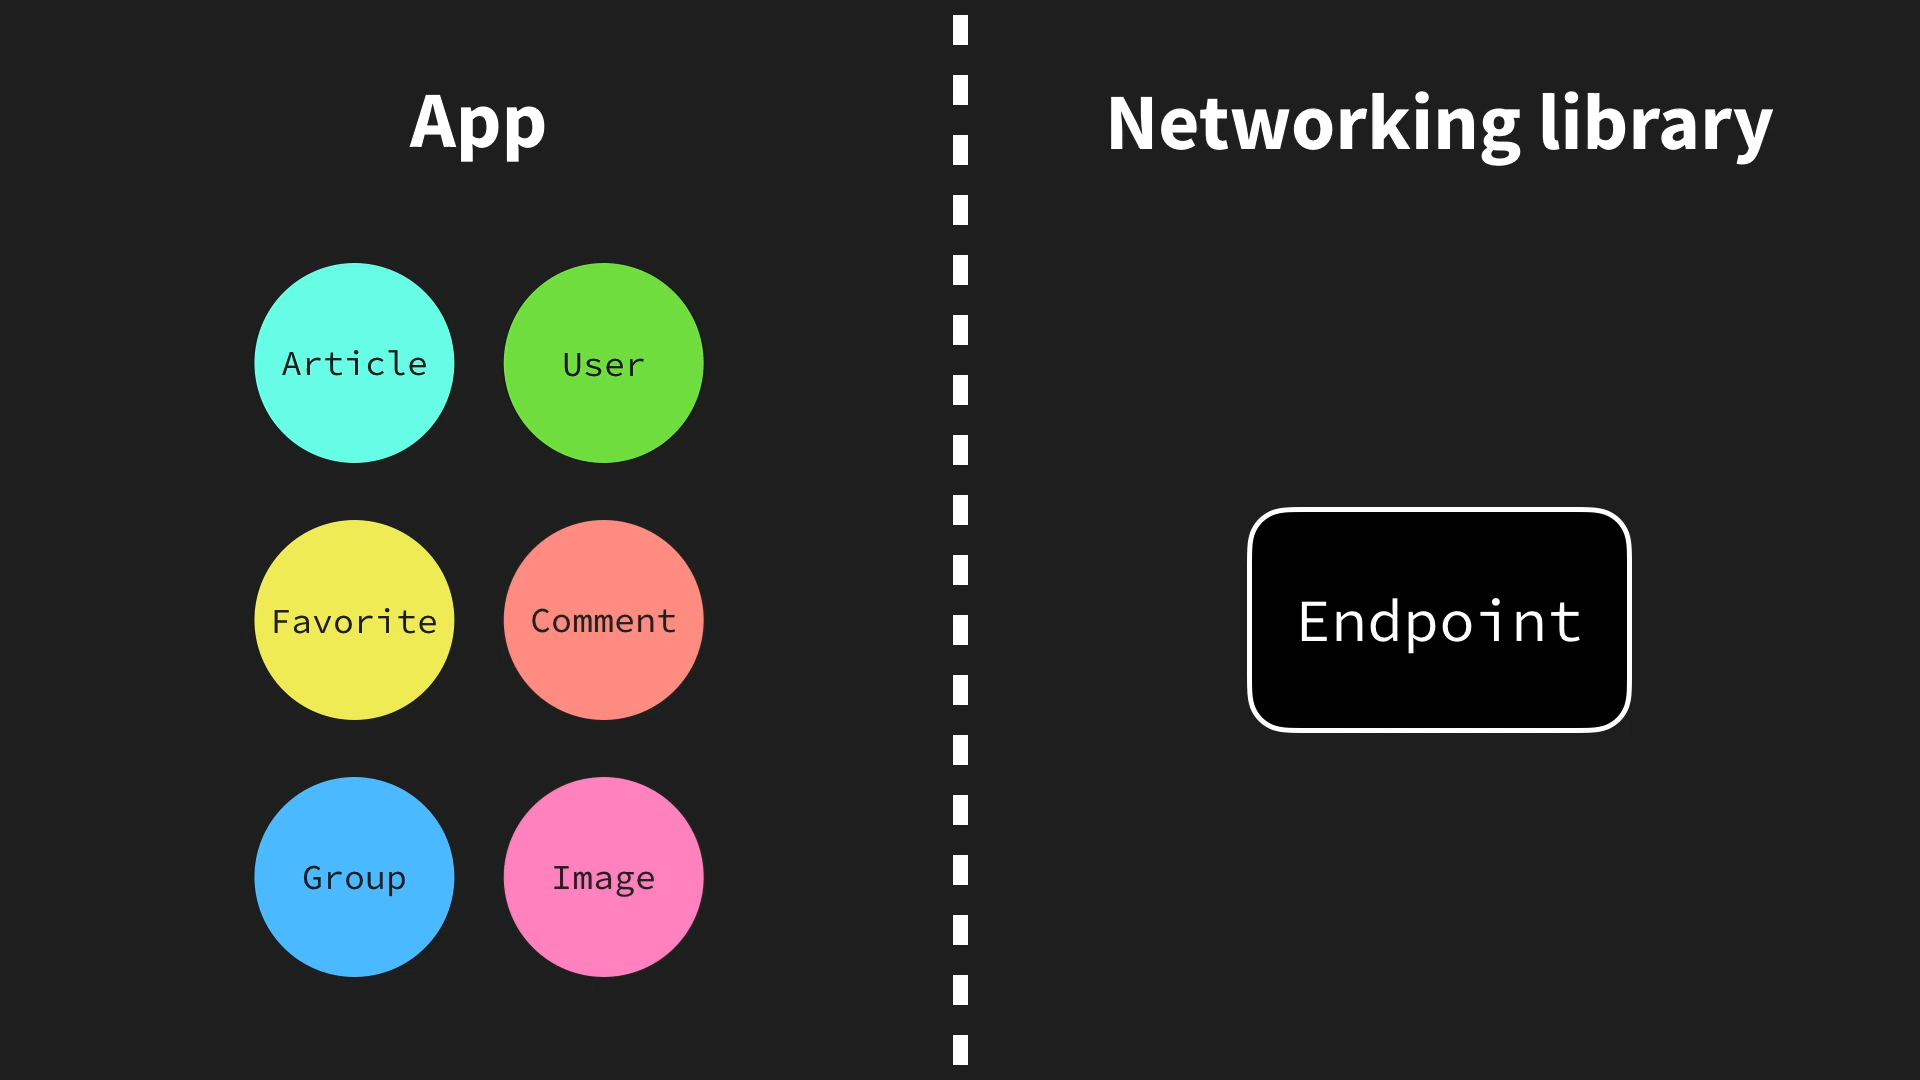 App
Networking library
Article
User
Favorite
Comment
Endpoint
Group
Image